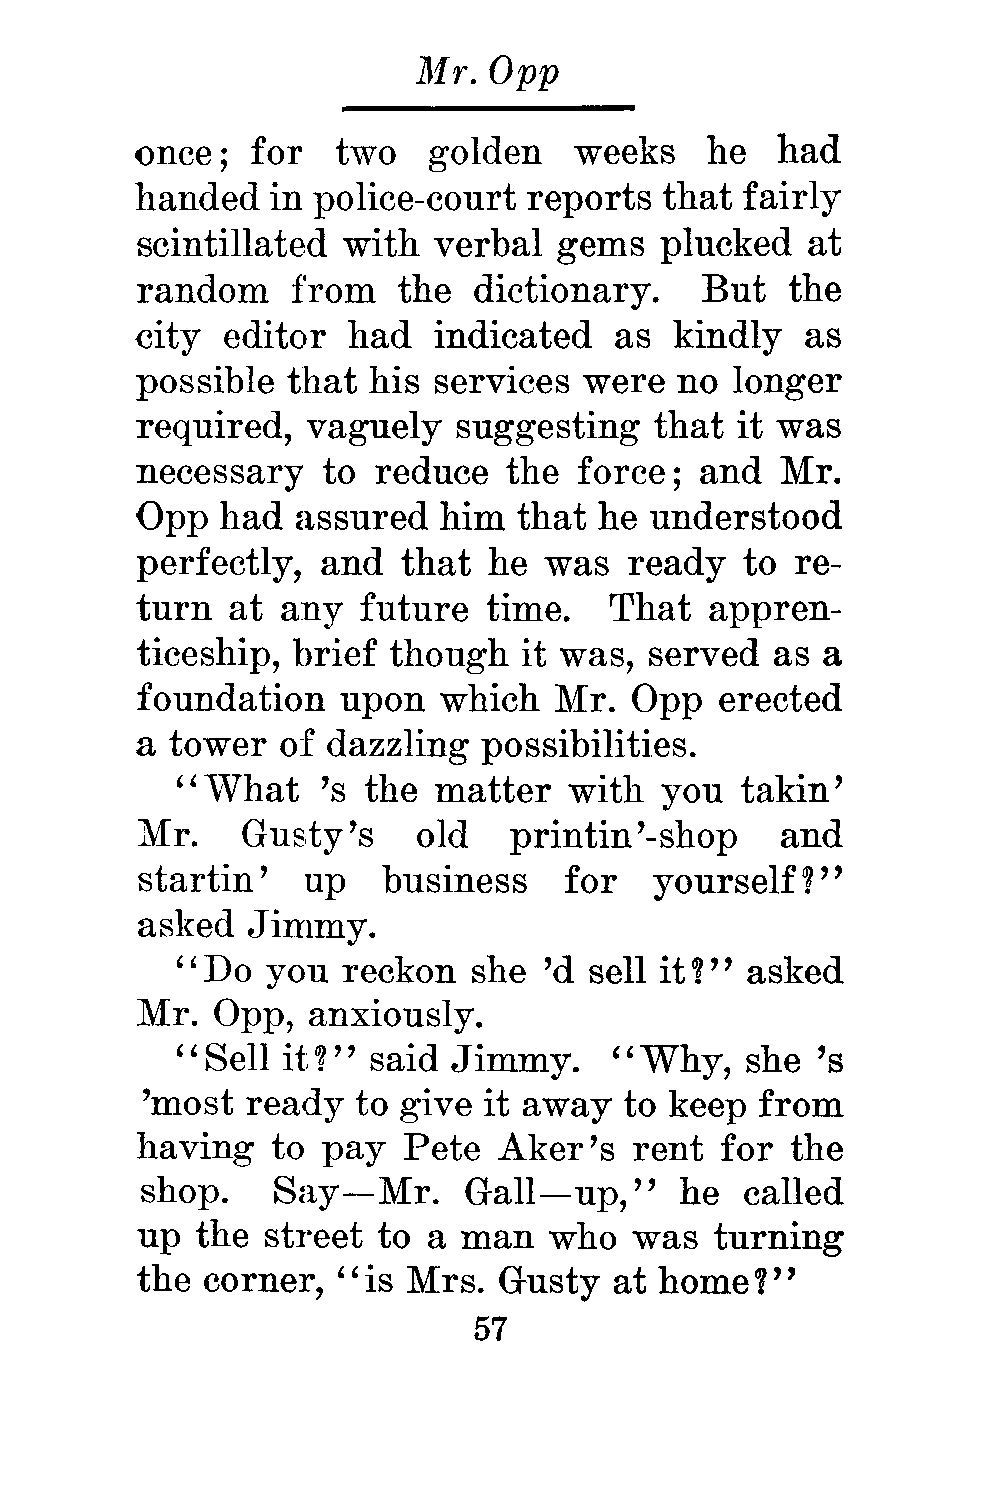 Mr. Opp
once; for two golden weeks he had
handed in police-court reports that fairly
scintillated with verbal gems plucked at
random from the dictionary. But the
city editor had indicated as kindly as
possible that his services were no longer
required, vaguely suggesting that it was
necessary to reduce the force; and Mr.
Opp had assured him that he understood
perfectly, and that he was ready to re-
turn at any future time. That appren-
ticeship, brief though it was, served as a
foundation upon which Mr. Opp erected
a tower of dazzling possibilities.
“What ’s the matter with you takin’
Mr. Gusty’s old printin’-shop and
startin’ up business for yourself?”
asked Jimmy.
“Do you reckon she ’d sell it?” asked
Mr. Opp, anxiously.
“Sell it?” said Jimmy. “Why, she ’s
’most ready to give it away to keep from
having to pay Pete Aker’s rent for the
shop. Say—Mr. Gall—up,” he called
up the street to a man who was turning
the corner, “is Mrs. Gusty at home?”
57